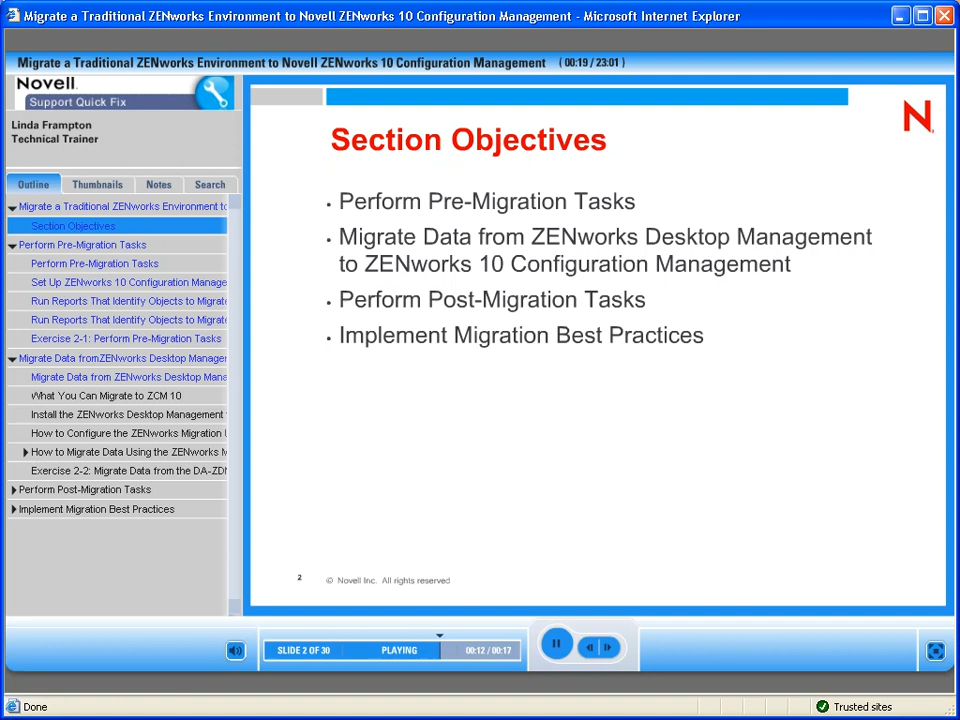 Migrate a Traditional ZENworks Environment to Novell ZENworks 10 Configuration Management - Microsoft Internet Explorer
Migrate a Traditional ZENworks Environment to Novell ZENworks 10 Configuration Management ( 00:19 / 23:01 )
Novell.
Support Quick Fix
Linda Frampton
Technical Trainer
Outline Thumbnails Notes Search
Migrate a Traditional ZENworks Environment to
Section Objectives
Perform Pre-Migration Tasks
Perform Pre-Migration Tasks
Set Up ZENworks 10 Configuration Manage
Run Reports That Identify Objects to Migrat
Run Reports That Identify Objects to Migrat
Exercise 2-1: Perform Pre-Migration Tasks
Migrate Data fromZENworks Desktop Manager
Migrate Data from ZENworks Desktop Mana
What You Can Migrate to ZCM 10
Install the ZENworks Desktop Management
How to Configure the ZENworks Migration U
How to Migrate Data Using the ZENworks M
Exercise 2-2: Migrate Data from the DA-ZDN
Perform Post-Migration Tasks
Implement Migration Best Practices
N
Section Objectives
• Perform Pre-Migration Tasks
• Migrate Data from ZENworks Desktop Management
to ZENworks 10 Configuration Management
• Perform Post-Migration Tasks
• Implement Migration Best Practices
2 © Novell Inc. All rights reserved
SLIDE 2 OF 30 PLAYING 00:12 / 00:17
Done Trusted sites